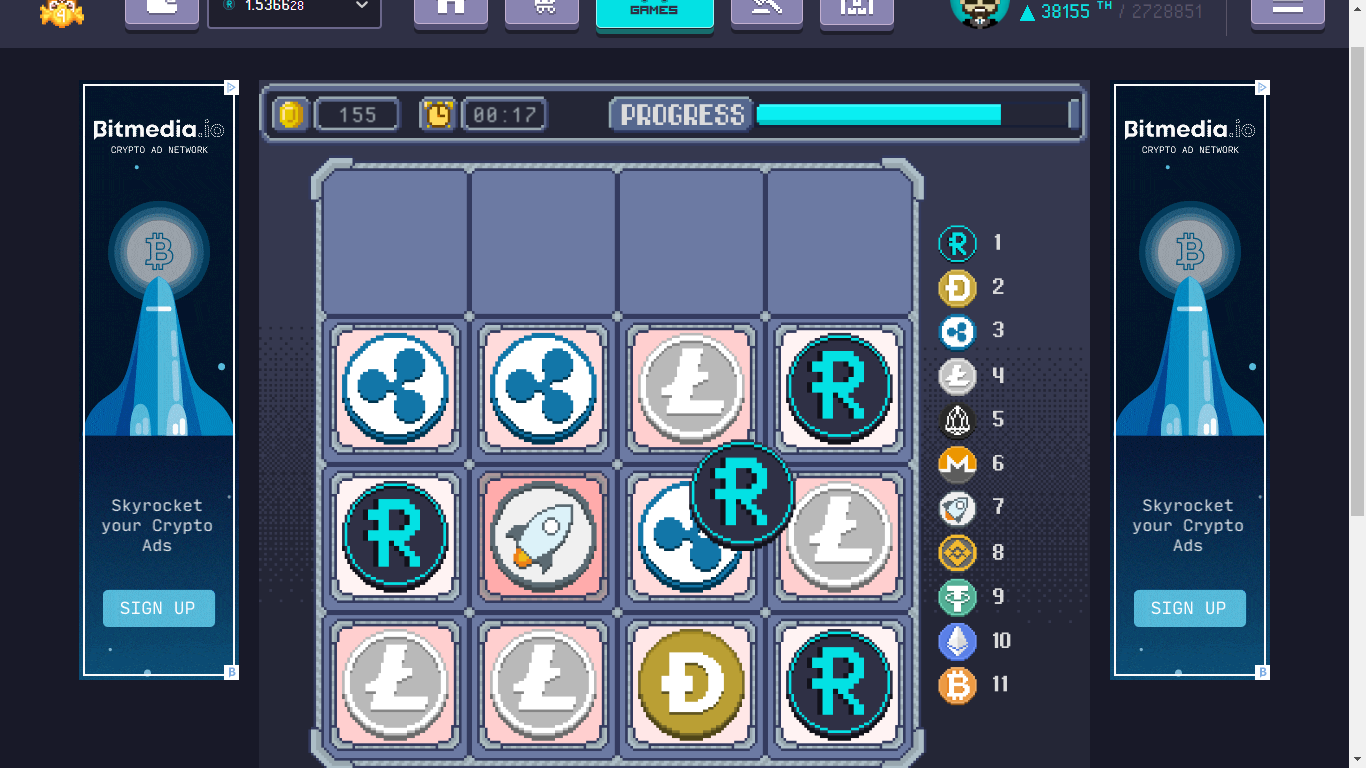 1.536628
GAMES
38155 TH / 2728851
Bitmedia.io
CRYPTO AD NETWORK
Skyrocket
your Crypto
Ads
SIGN UP
155
00:17
PROGRESS
1
2
3
4
5
6
7
8
9
10
11
Bitmedia.io
CRYPTO AD NETWORK
Skyrocket
your Crypto
Ads
SIGN UP